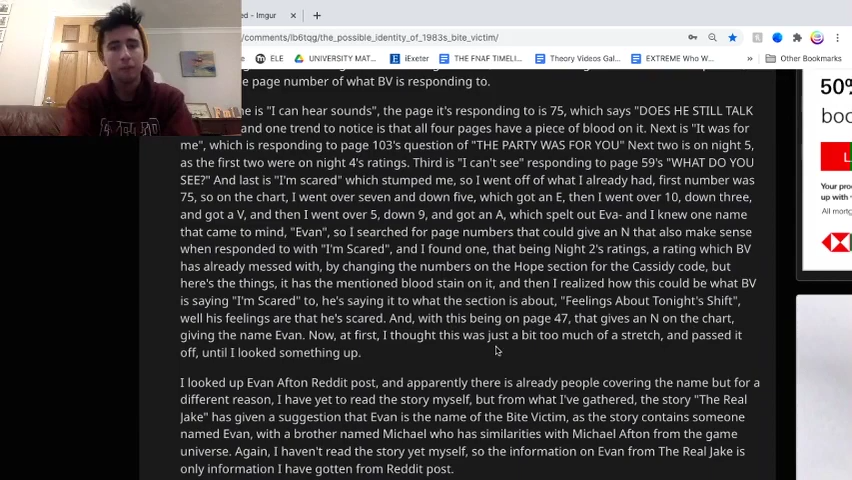 ed - Imgur
/comments/lb6tqg/the_possible_identity_of_1983s_bite_victim/
ELE
UNIVERSITY MAT...
iExeter
THE FNAF TIMELI...
Theory Videos Gal...
EXTREME Who W...
Other Bookmarks
e page number of what BV is responding to.
ne is "I can hear sounds", the page it's responding to is 75, which says "DOES HE STILL TALK
and one trend to notice is that all four pages have a piece of blood on it. Next is "It was for
me", which is responding to page 103's question of "THE PARTY WAS FOR YOU" Next two is on night 5,
as the first two were on night 4's ratings. Third is "I can't see" responding to page 59's "WHAT DO YOU
SEE?" And last is "I'm scared" which stumped me, so I went off of what I already had, first number was
75, so on the chart, I went over seven and down five, which got an E, then I went over 10, down three,
and got a V, and then I went over 5, down 9, and got an A, which spelt out Eva- and I knew one name
that came to mind, "Evan", so I searched for page numbers that could give an N that also make sense
when responded to with "I'm Scared", and I found one, that being Night 2's ratings, a rating which BV
has already messed with, by changing the numbers on the Hope section for the Cassidy code, but
here's the things, it has the mentioned blood stain on it, and then I realized how this could be what BV
is saying "I'm Scared" to, he's saying it to what the section is about, "Feelings About Tonight's Shift",
well his feelings are that he's scared. And, with this being on page 47, that gives an N on the chart,
giving the name Evan. Now, at first, I thought this was just a bit too much of a stretch, and passed it
off, until I looked something up.
I looked up Evan Afton Reddit post, and apparently there is already people covering the name but for a
different reason, I have yet to read the story myself, but from what I've gathered, the story "The Real
Jake" has given a suggestion that Evan is the name of the Bite Victim, as the story contains someone
named Evan, with a brother named Michael who has similarities with Michael Afton from the game
universe. Again, I haven't read the story yet myself, so the information on Evan from The Real Jake is
only information I have gotten from Reddit post.
50%
boo
L
Your prope
up with yo
All mortg